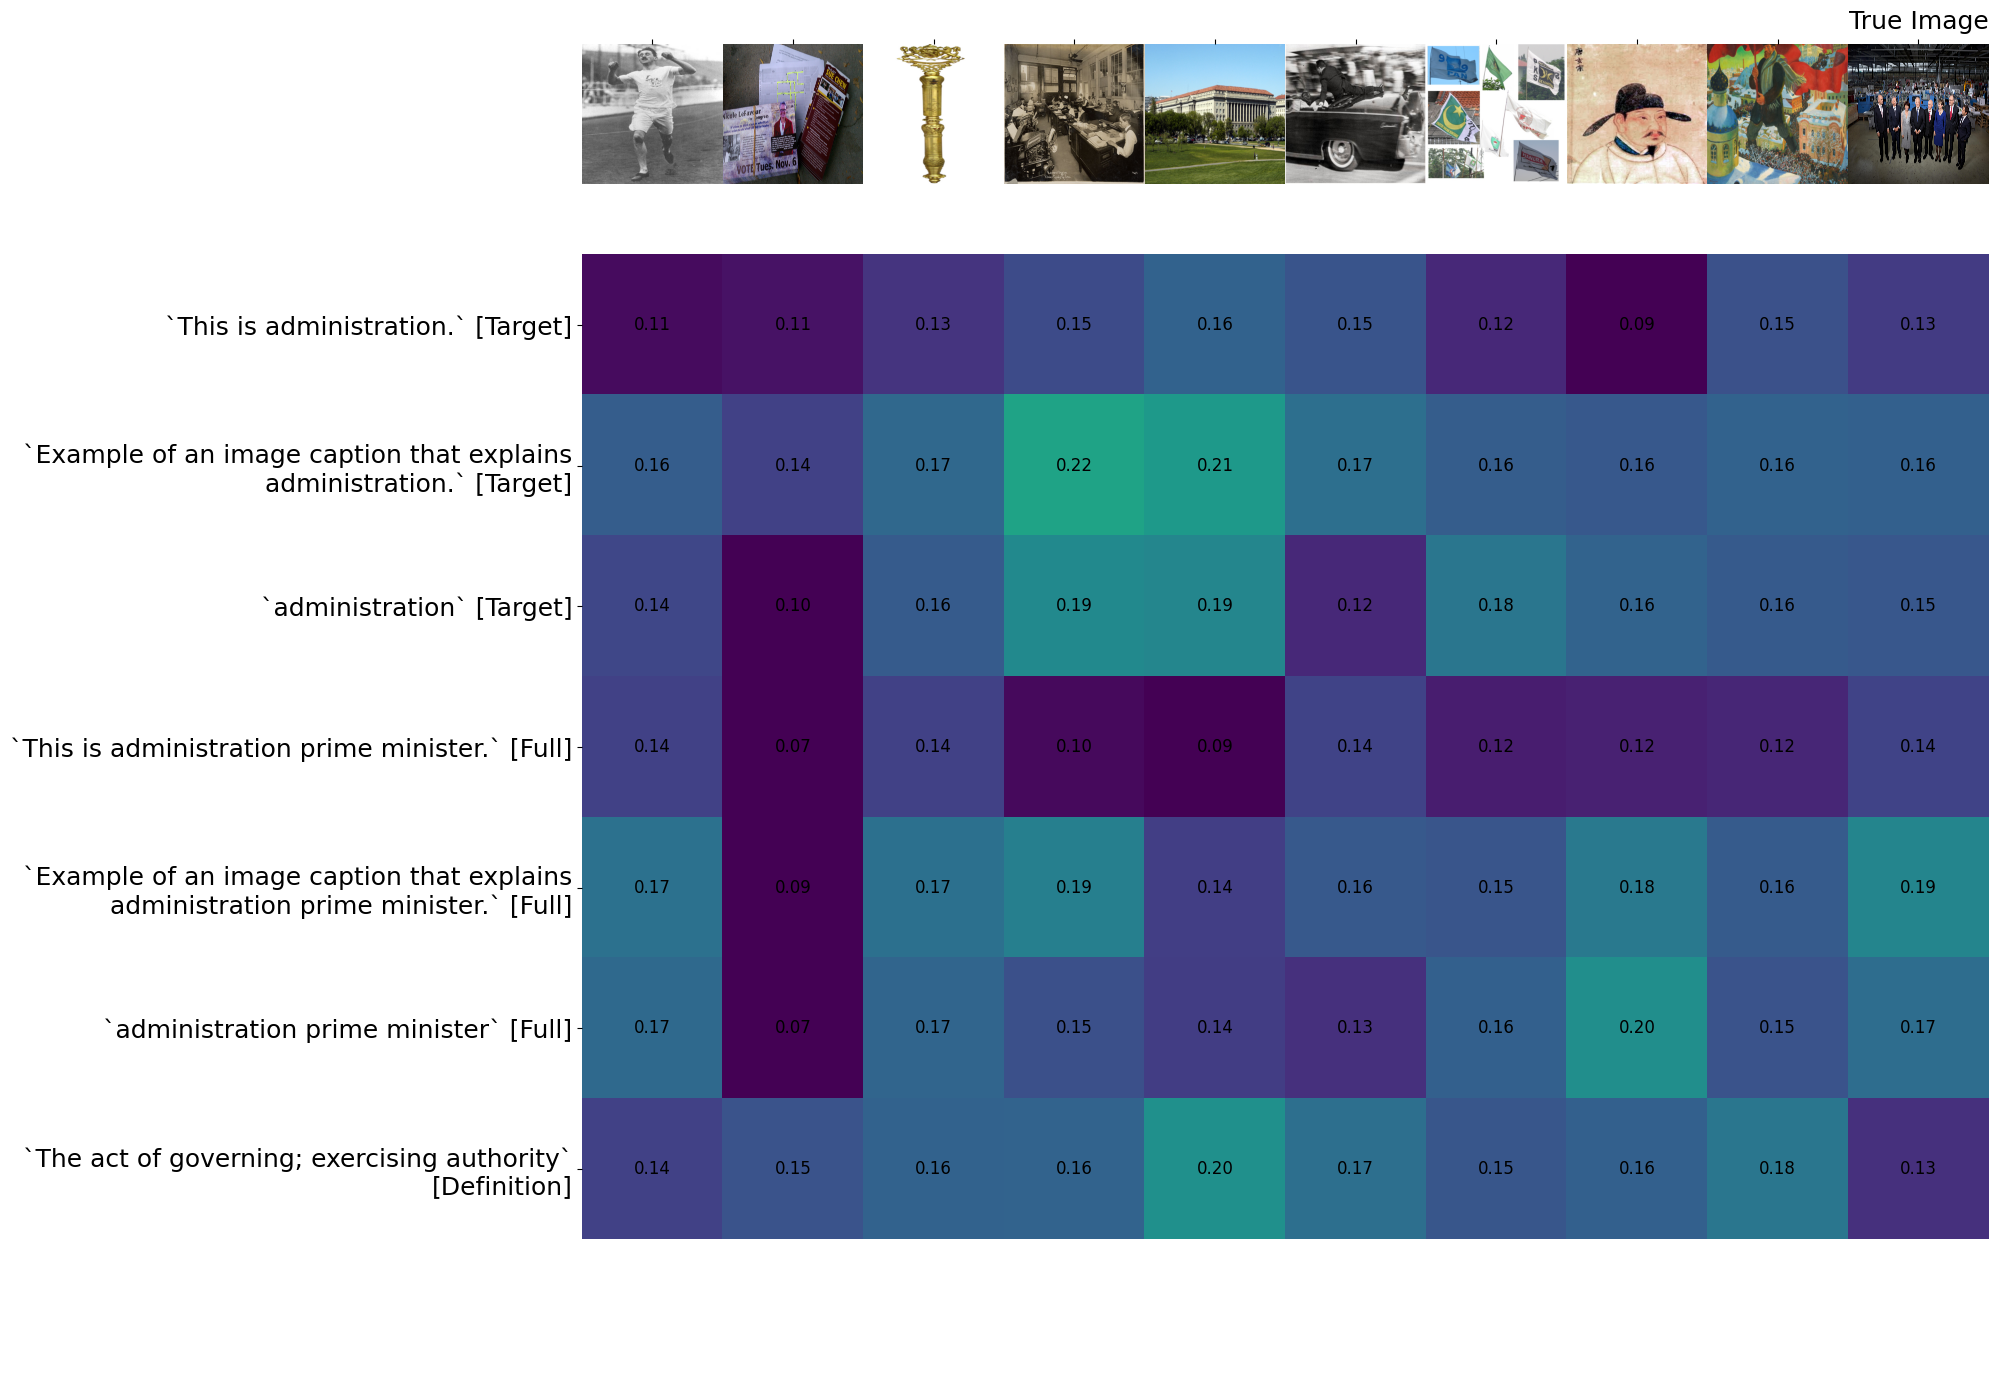 True Image
唐玄宗
Nicole LeFavour
VOTE Tues. Nov. 6
`This is administration.` [Target]
0.11 0.11 0.13 0.15 0.16 0.15 0.12 0.09 0.15 0.13
`Example of an image caption that explains
administration.` [Target]
0.16 0.14 0.17 0.22 0.21 0.17 0.16 0.16 0.16 0.16
`administration` [Target]
0.14 0.10 0.16 0.19 0.19 0.12 0.18 0.16 0.16 0.15
`This is administration prime minister.` [Full]
0.14 0.07 0.14 0.10 0.09 0.14 0.12 0.12 0.12 0.14
`Example of an image caption that explains
administration prime minister.` [Full]
0.17 0.09 0.17 0.19 0.14 0.16 0.15 0.18 0.16 0.19
`administration prime minister` [Full]
0.17 0.07 0.17 0.15 0.14 0.13 0.16 0.20 0.15 0.17
`The act of governing; exercising authority`
[Definition]
0.14 0.15 0.16 0.16 0.20 0.17 0.15 0.16 0.18 0.13